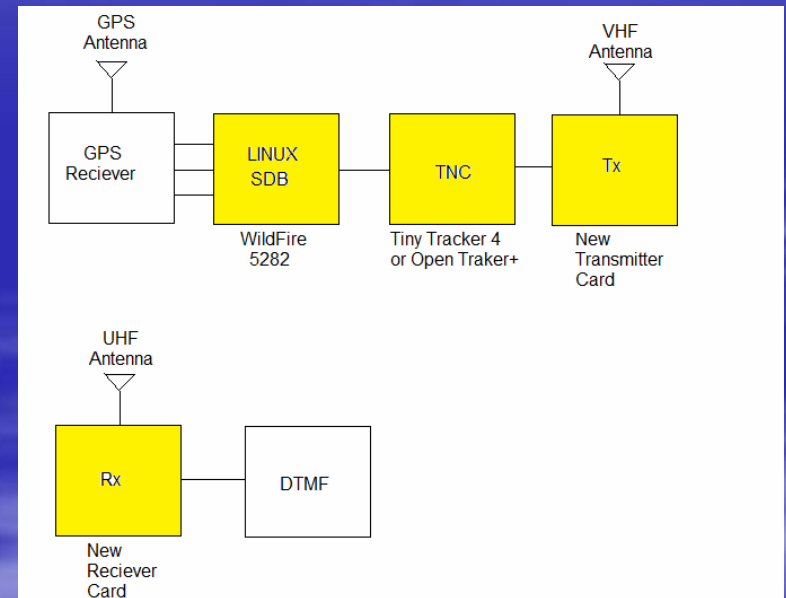 GPS
Antenna
VHF
Antenna
GPS
Reciever
LINUX
SDB
TNC
Tx
WildFire
5282
Tiny Tracker 4
or Open Traker+
New
Transmitter
Card
UHF
Antenna
Rx
DTMF
New
Reciever
Card